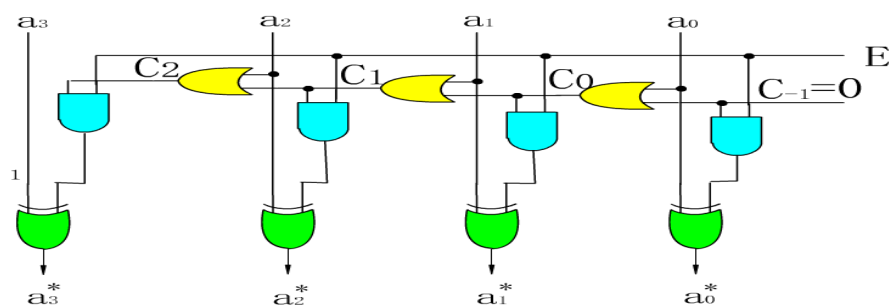 a₃ a₂ a₁ a₀
E
C₂ C₁ C₀ C₋₁=0
1
a₃* a₂* a₁* a₀*